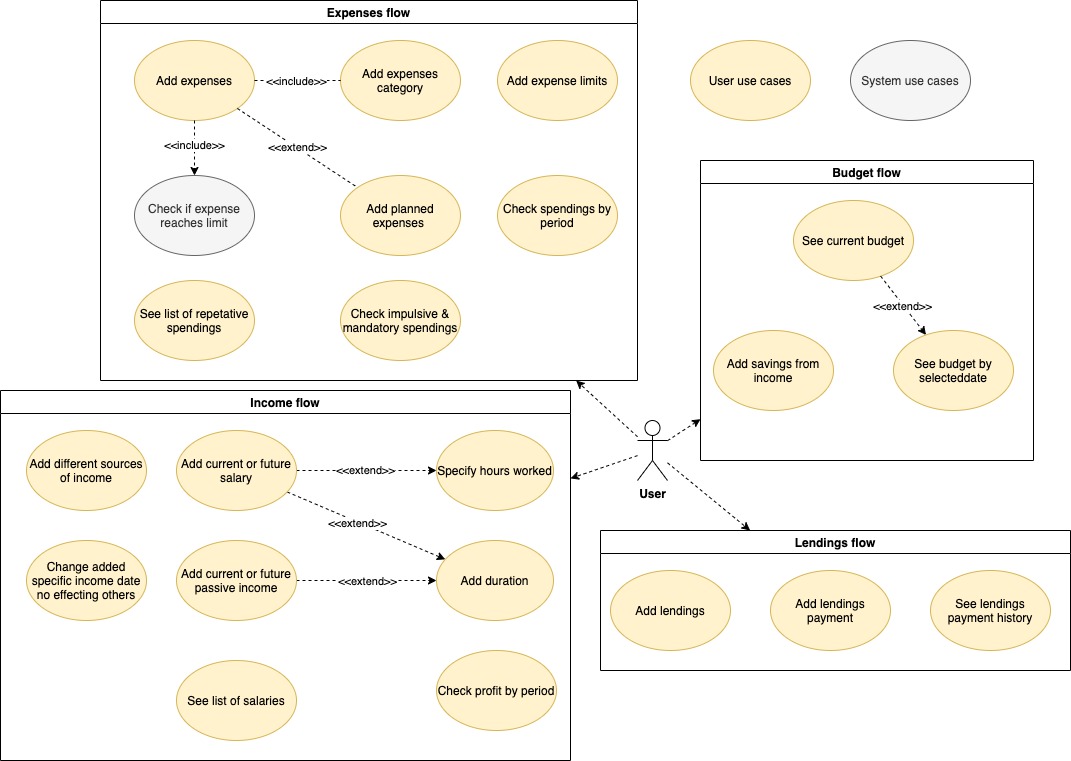 Expenses flow
Add expenses
<<include>>
Add expenses
category
Add expense limits
<<include>>
<<extend>>
Check if expense
reaches limit
Add planned
expenses
Check spendings by
period
See list of repetative
spendings
Check impulsive &
mandatory spendings
User use cases
System use cases
Budget flow
See current budget
<<extend>>
Add savings from
income
See budget by
selecteddate
Income flow
Add different sources
of income
Add current or future
salary
<<extend>>
Specify hours worked
<<extend>>
Change added
specific income date
no effecting others
Add current or future
passive income
<<extend>>
Add duration
See list of salaries
Check profit by period
User
Lendings flow
Add lendings
Add lendings
payment
See lendings
payment history